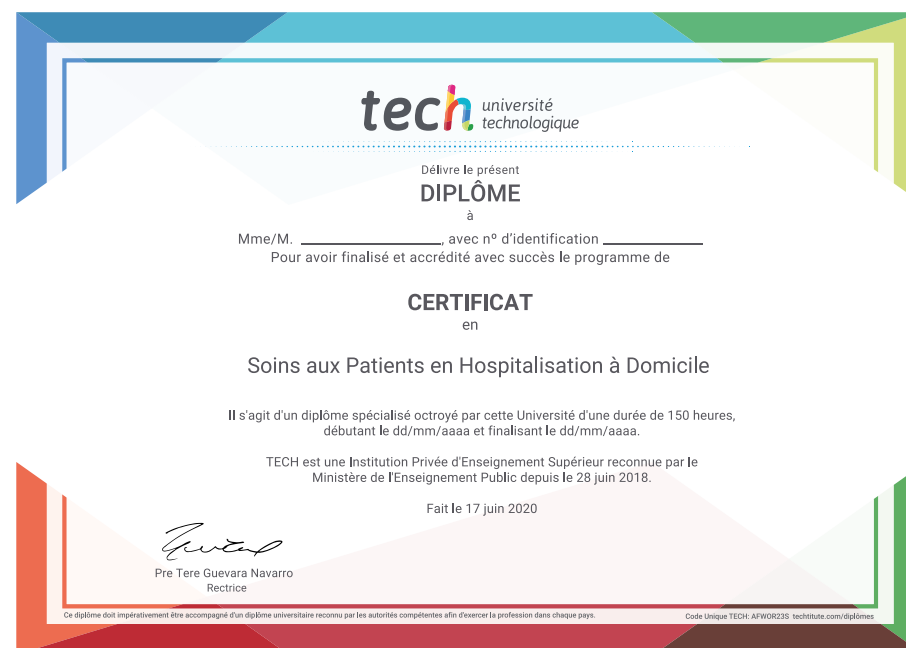 tech université
technologique
Délivre le présent
DIPLÔME
à
Mme/M. ____________________, avec nº d'identification ______________
Pour avoir finalisé et accrédité avec succès le programme de
CERTIFICAT
en
Soins aux Patients en Hospitalisation à Domicile
Il s'agit d'un diplôme spécialisé octroyé par cette Université d'une durée de 150 heures,
débutant le dd/mm/aaaa et finalisant le dd/mm/aaaa.
TECH est une Institution Privée d'Enseignement Supérieur reconnue par le
Ministère de l'Enseignement Public depuis le 28 juin 2018.
Fait le 17 juin 2020
Pre Tere Guevara Navarro
Rectrice
Ce diplôme doit impérativement être accompagné d'un diplôme universitaire reconnu par les autorités compétentes afin d'exercer la profession dans chaque pays.
Code Unique TECH: AFWOR23S techtitute.com/diplômes